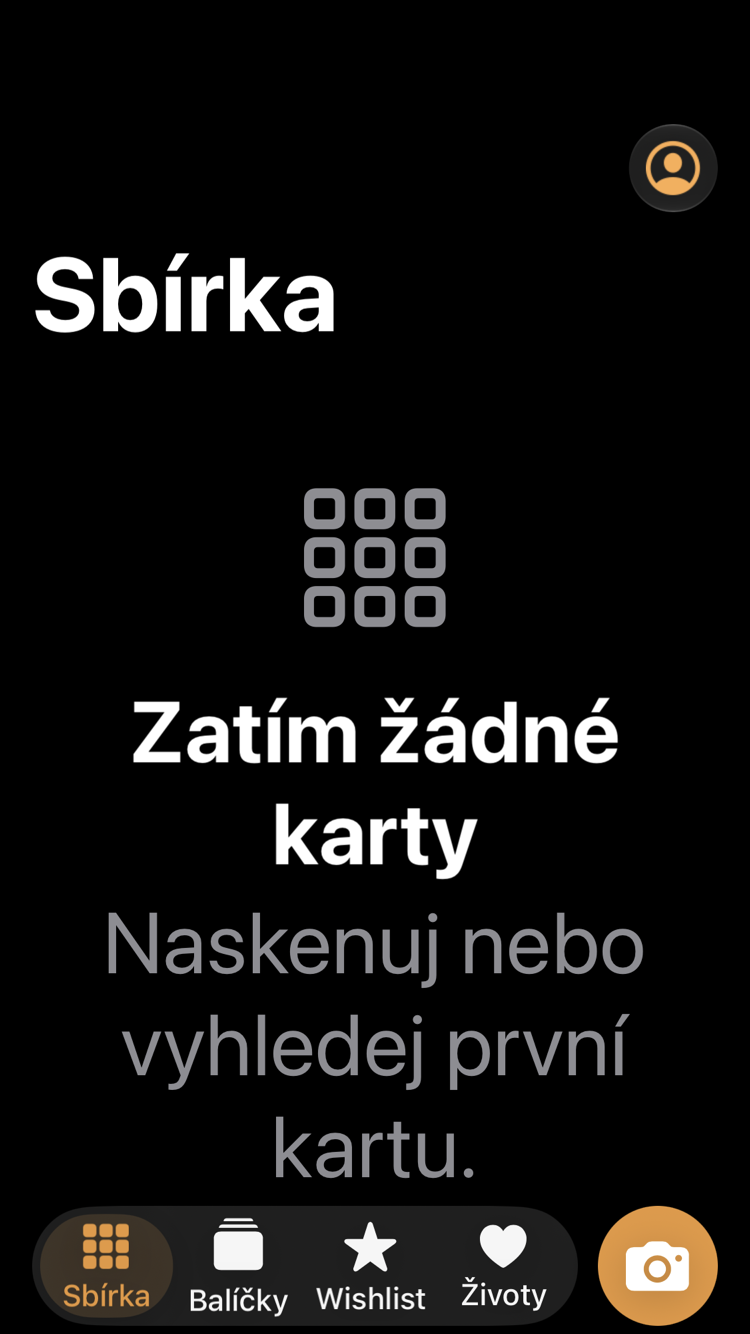 Sbírka
Zatím žádné
karty
Naskenuj nebo
vyhledej první
kartu.
Sbírka
Balíčky
Wishlist
Životy